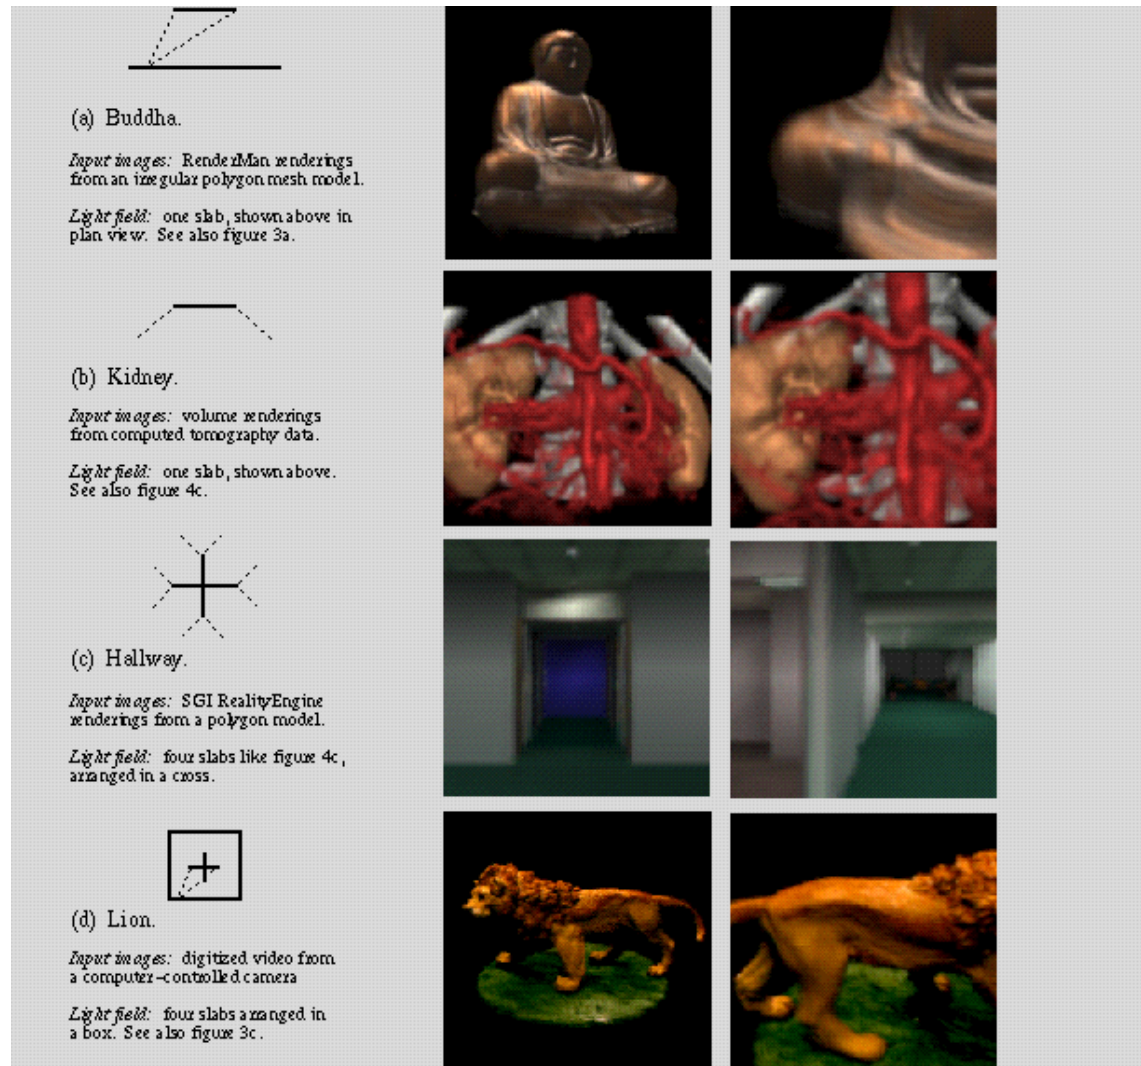 (a) Buddha.
Input images: RenderMan renderings
from an irregular polygon mesh model.
Light field: one slab, shown above in
plan view. See also figure 3a.
(b) Kidney.
Input images: volume renderings
from computed tomography data.
Light field: one slab, shown above.
See also figure 4c.
(c) Hallway.
Input images: SGI RealityEngine
renderings from a polygon model.
Light field: four slabs like figure 4c,
arranged in a cross.
(d) Lion.
Input images: digitized video from
a computer-controlled camera
Light field: four slabs arranged in
a box. See also figure 3c.